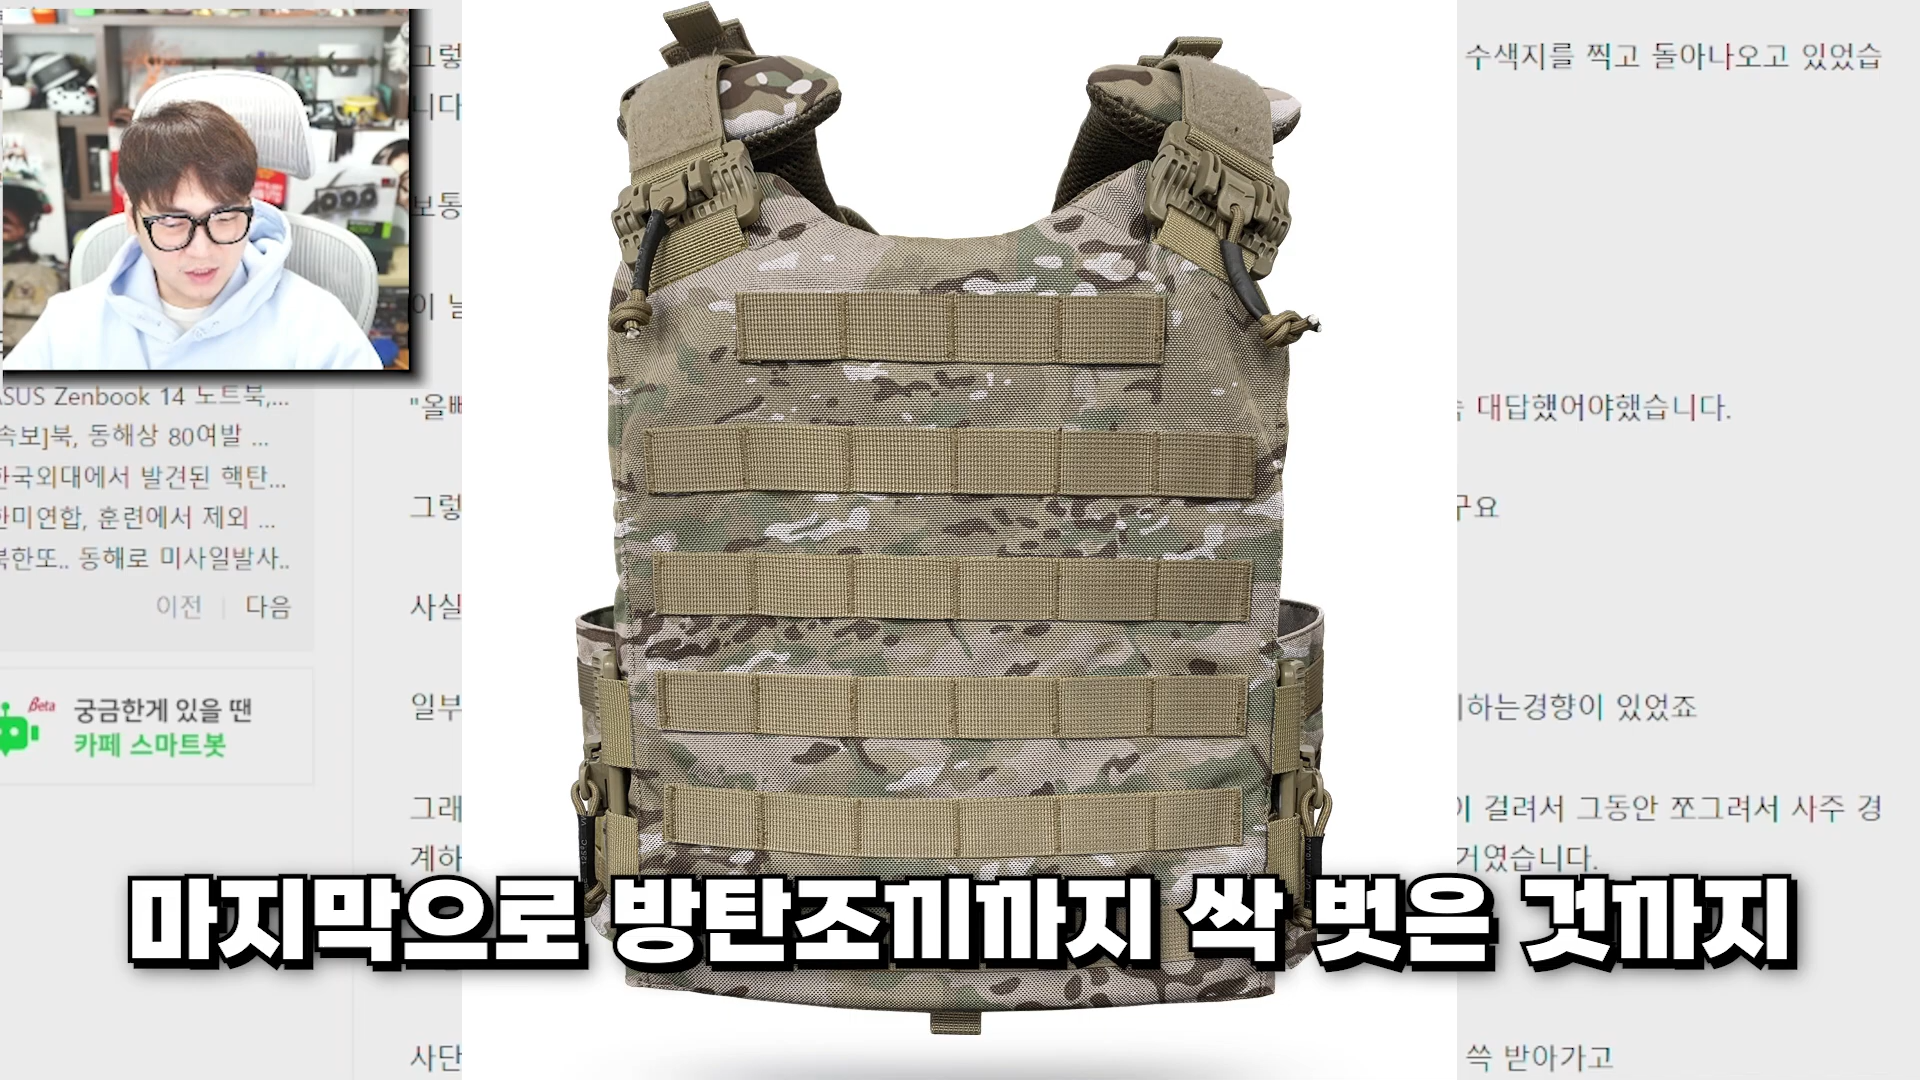 그렇
니다
보통
이 날
"올빼
그렇
사실
일부
그래
계하
사단
수색지를 찍고 돌아나오고 있었습
대답했어야했습니다.
구요
하는경향이 있었죠
걸려서 그동안 쪼그려서 사주 경
거였습니다.
쓱 받아가고
ASUS Zenbook 14 노트북,...
속보]북, 동해상 80여발 ...
한국외대에서 발견된 핵탄...
한미연합, 훈련에서 제외 ...
북한또.. 동해로 미사일발사..
이전 | 다음
Beta
궁금한게 있을 땐
카페 스마트봇
마지막으로 방탄조끼까지 싹 벗은 것까지